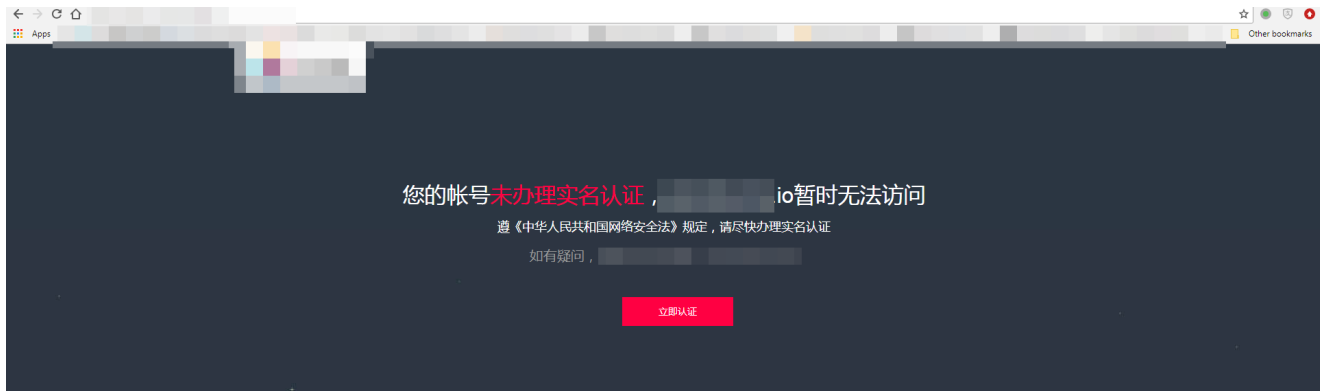 Apps
Other bookmarks
您的帐号未办理实名认证，.io暂时无法访问
遵《中华人民共和国网络安全法》规定，请尽快办理实名认证
如有疑问，
立即认证